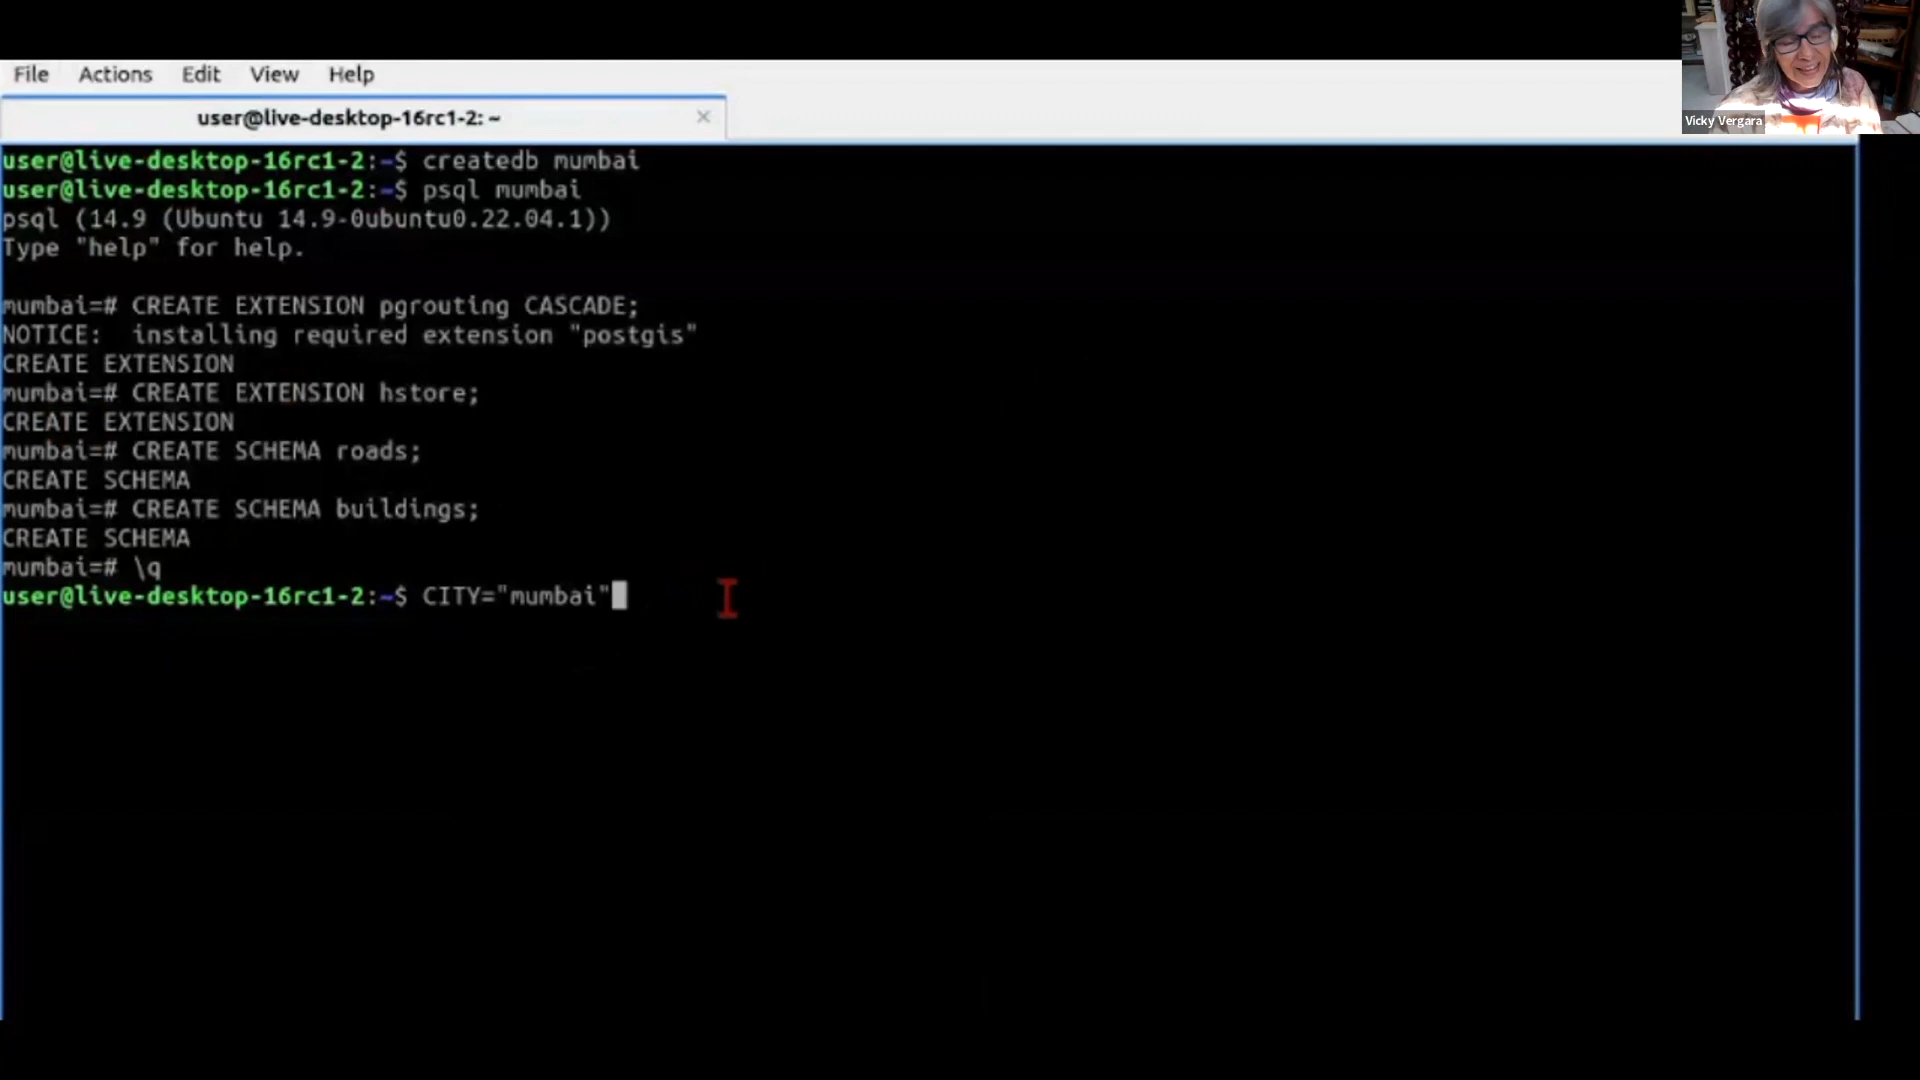 File Actions Edit View Help
Vicky Vergara
user@live-desktop-16rc1-2: ~
user@live-desktop-16rc1-2:~$ createdb mumbai
user@live-desktop-16rc1-2:~$ psql mumbai
psql (14.9 (Ubuntu 14.9-0ubuntu0.22.04.1))
Type "help" for help.
mumbai=# CREATE EXTENSION pgrouting CASCADE;
NOTICE:  installing required extension "postgis"
CREATE EXTENSION
mumbai=# CREATE EXTENSION hstore;
CREATE EXTENSION
mumbai=# CREATE SCHEMA roads;
CREATE SCHEMA
mumbai=# CREATE SCHEMA buildings;
CREATE SCHEMA
mumbai=# \q
user@live-desktop-16rc1-2:~$ CITY="mumbai"